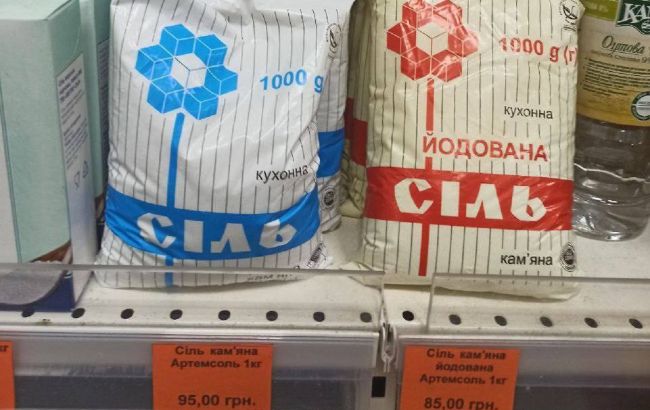 1000 g
кухонна
СІЛЬ
1000 g (г)
кухонна
ЙОДОВАНА
СІЛЬ
кам'яна
Оцтова
Сіль кам'яна
Артемсоль 1кг
95,00 грн.
Сіль кам'яна
йодована
Артемсоль 1кг
85,00 грн.